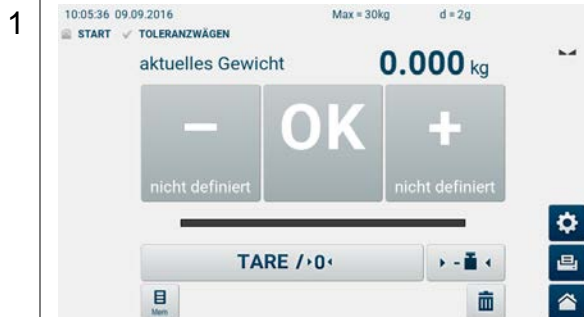 1
10:05:36 09.09.2016 Max = 30kg d = 2g
START TOLERANZWÄGEN
aktuelles Gewicht 0.000 kg
– OK +
nicht definiert nicht definiert
TARE /›0‹
› - ‹
Mem